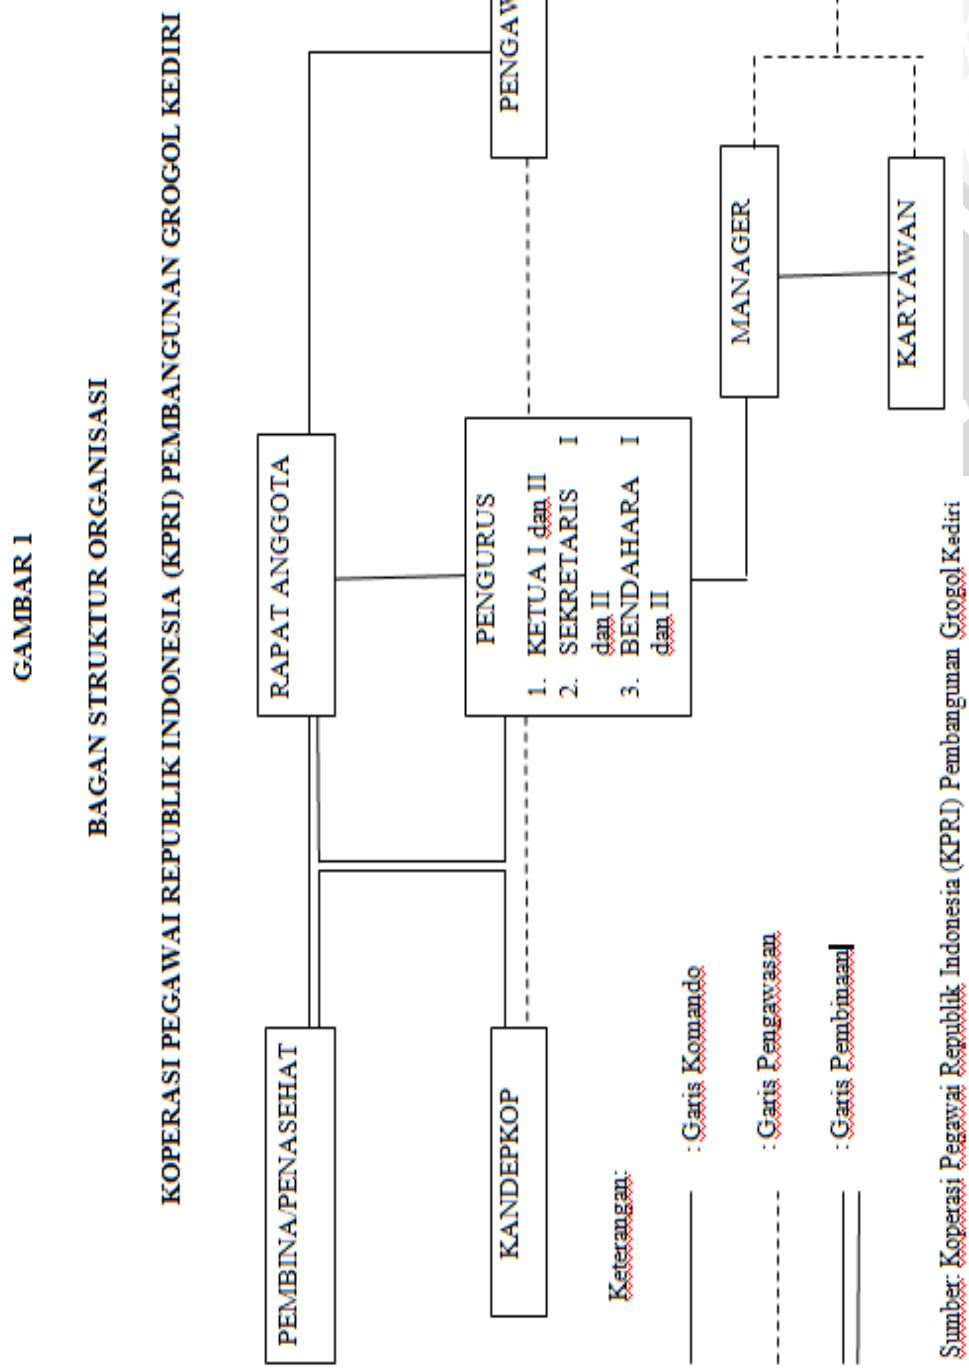 GAMBAR 1
BAGAN STRUKTUR ORGANISASI
KOPERASI PEGAWAI REPUBLIK INDONESIA (KPRI) PEMBANGUNAN GROGOL KEDIRI
PEMBINA/PENASEHAT
RAPAT ANGGOTA
KANDEPKOP
PENGURUS
1. KETUA I dan II
2. SEKRETARIS I
dan II
3. BENDAHARA I
dan II
PENGAW
MANAGER
KARYAWAN
Keterangan:
: Garis Komando
: Garis Pengawasan
: Garis Pembinaan
Sumber: Koperasi Pegawai Republik Indonesia (KPRI) Pembangunan Grogol Kediri